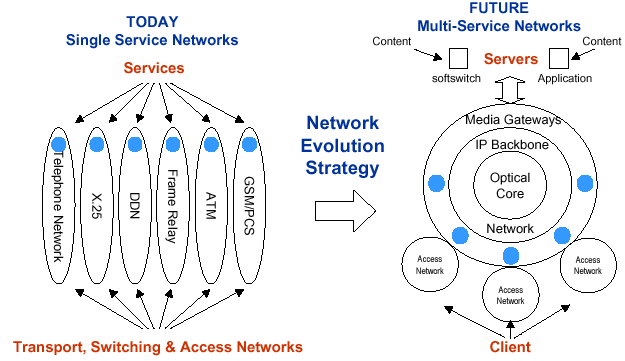 TODAY
Single Service Networks
Services
Telephone Network
X.25
DDN
Frame Relay
ATM
GSM/PCS
Transport, Switching & Access Networks
Network
Evolution
Strategy
FUTURE
Multi-Service Networks
Content
Content
Servers
softswitch
Application
Media Gateways
IP Backbone
Optical
Core
Network
Access
Network
Access
Network
Access
Network
Client